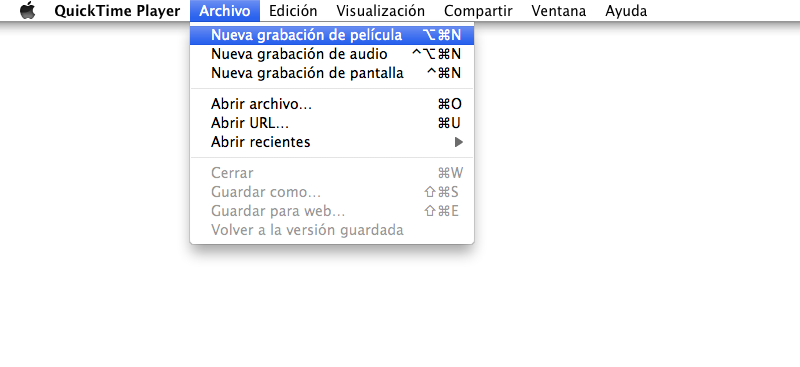 QuickTime Player Archivo Edición Visualización Compartir Ventana Ayuda
Nueva grabación de película ⌥⌘N
Nueva grabación de audio ^⌥⌘N
Nueva grabación de pantalla ^⌘N
Abrir archivo... ⌘O
Abrir URL... ⌘U
Abrir recientes
Cerrar ⌘W
Guardar como... ⇧⌘S
Guardar para web... ⇧⌘E
Volver a la versión guardada